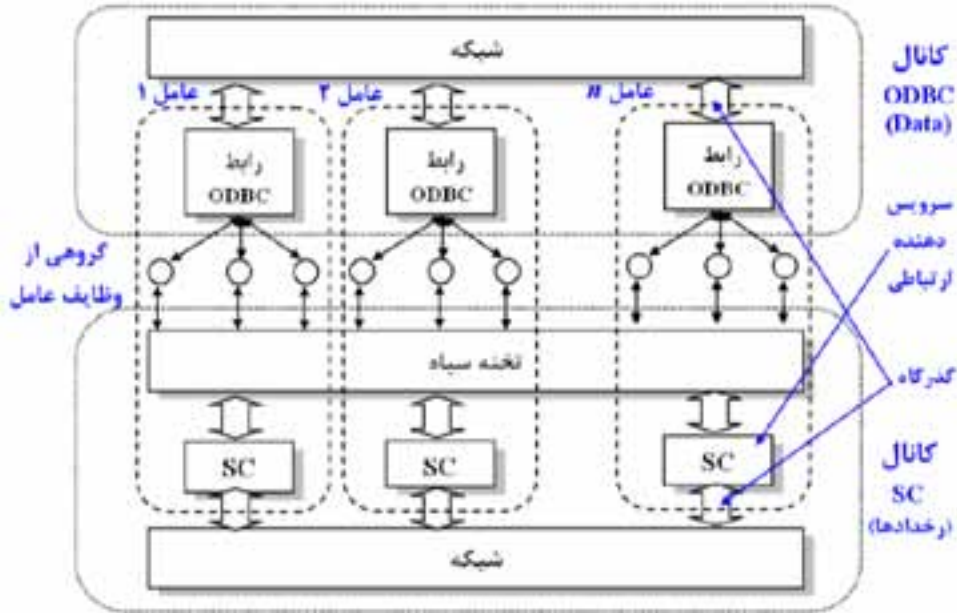 شبکه
کانال
ODBC
(Data)
عامل ۱
عامل ۲
عامل n
رابط
ODBC
رابط
ODBC
رابط
ODBC
سرویس
دهنده
ارتباطی
گروهی از
وظایف عامل
تخته سیاه
گذرگاه
SC
SC
SC
کانال
SC
(رخدادها)
شبکه